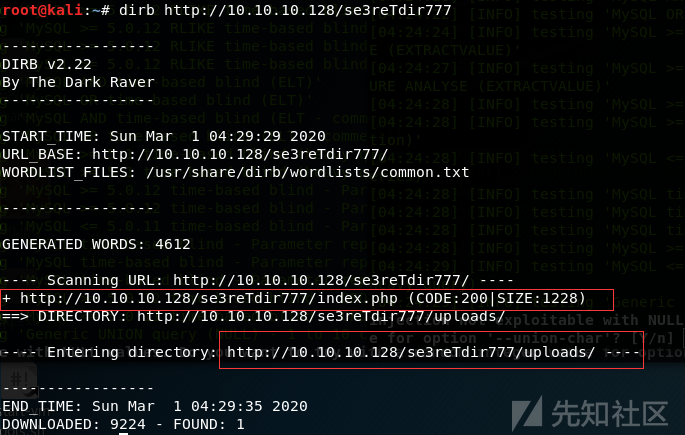 root@kali:~# dirb http://10.10.10.128/se3reTdir777
-----------------
DIRB v2.22
By The Dark Raver
-----------------
START_TIME: Sun Mar  1 04:29:29 2020
URL_BASE: http://10.10.10.128/se3reTdir777/
WORDLIST_FILES: /usr/share/dirb/wordlists/common.txt
-----------------
GENERATED WORDS: 4612
---- Scanning URL: http://10.10.10.128/se3reTdir777/ ----
+ http://10.10.10.128/se3reTdir777/index.php (CODE:200|SIZE:1228)
==> DIRECTORY: http://10.10.10.128/se3reTdir777/uploads/
---- Entering directory: http://10.10.10.128/se3reTdir777/uploads/ ----
-----------------
END_TIME: Sun Mar  1 04:29:35 2020
DOWNLOADED: 9224 - FOUND: 1
先知社区